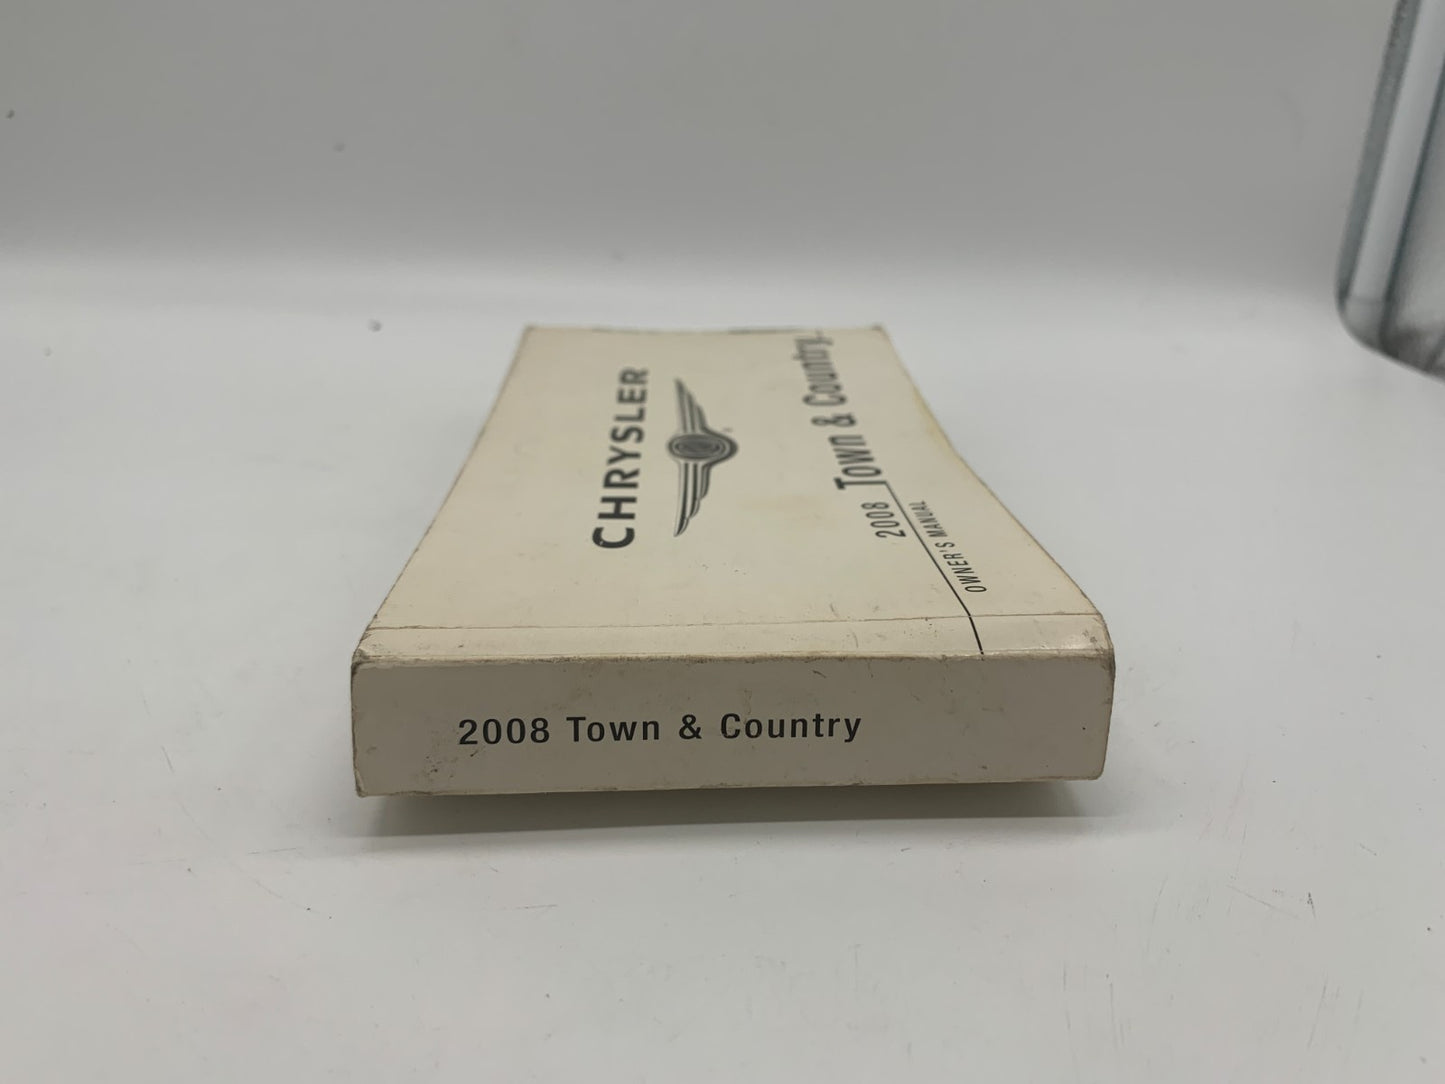 CHRYSLER
2008 Town & Country
OWNER'S MANUAL
2008 Town & Country